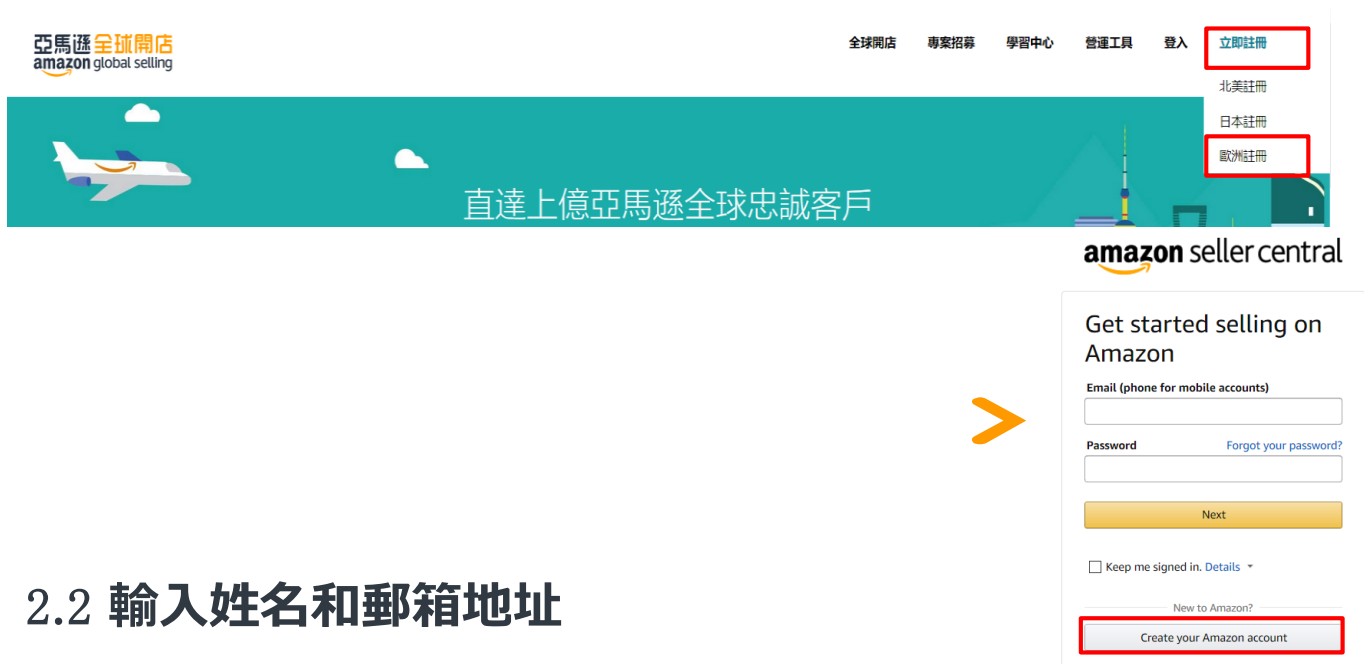 亞馬遜全球開店
amazon global selling
全球開店 專案招募 學習中心 營運工具 登入 立即註冊
北美註冊
日本註冊
歐洲註冊
直達上億亞馬遜全球忠誠客戶
amazon seller central
Get started selling on
Amazon
Email (phone for mobile accounts)
Password Forgot your password?
Next
Keep me signed in. Details
New to Amazon?
Create your Amazon account
2.2 輸入姓名和郵箱地址